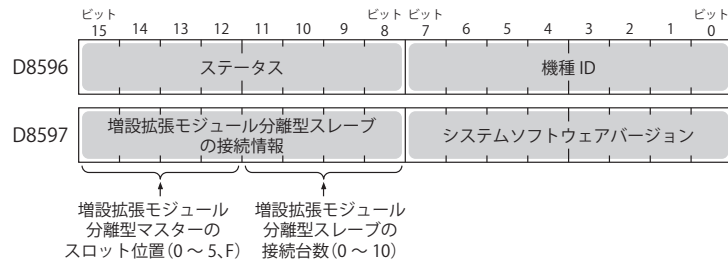 ビット ビット ビット ビット
15 14 13 12 11 10 9 8 7 6 5 4 3 2 1 0
D8596 ステータス 機種 ID
D8597 増設拡張モジュール分離型スレーブ
の接続情報 システムソフトウェアバージョン
増設拡張モジュール
分離型マスターの
スロット位置(0 ~ 5、F)
増設拡張モジュール
分離型スレーブの
接続台数(0 ~ 10)